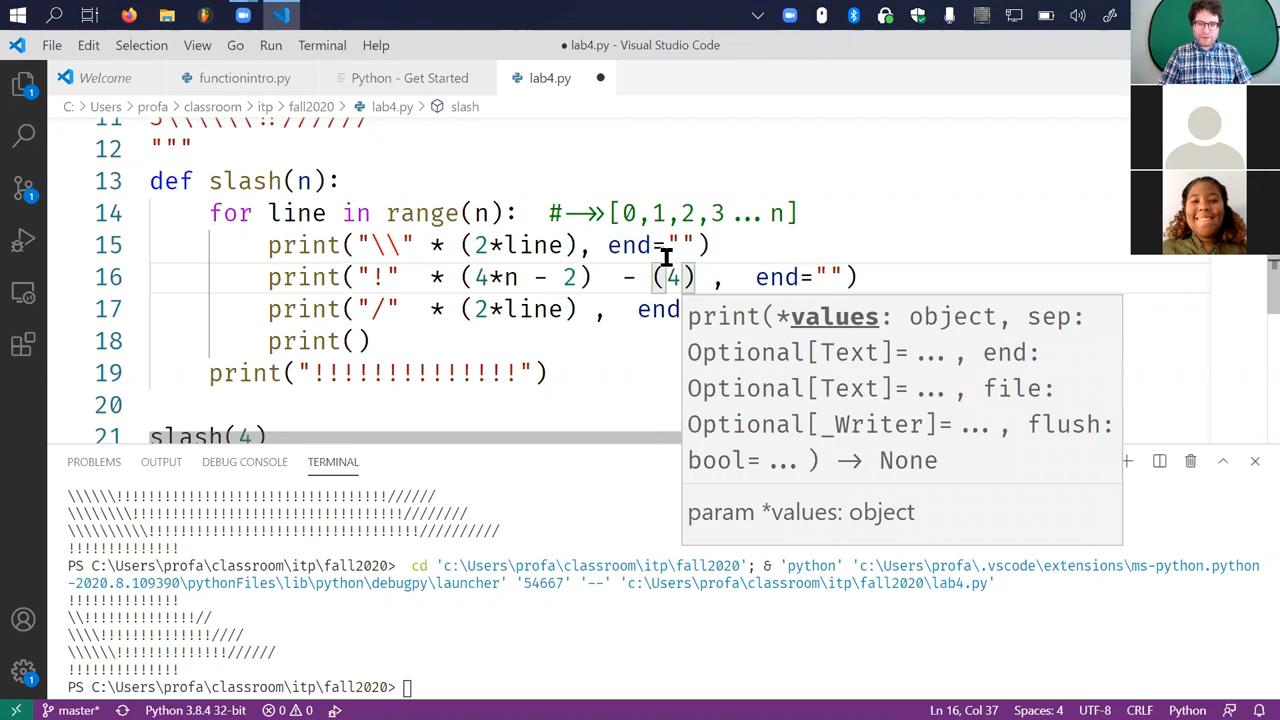 File Edit Selection View Go Run Terminal Help
● lab4.py - Visual Studio Code
Welcome functionintro.py Python - Get Started lab4.py ●
C: > Users > profa > classroom > itp > fall2020 > lab4.py > slash
11 3\\\\\\!!//////
12 """
13 def slash(n):
14 for line in range(n): #-->>[0,1,2,3...n]
15 print("\\" * (2*line), end="")
16 print("!" * (4*n - 2) - (4) , end="")
17 print("/" * (2*line) , end
18 print()
19 print("!!!!!!!!!!!!!!")
20
21 slash(4)
print(*values: object, sep:
Optional[Text]=..., end:
Optional[Text]=..., file:
Optional[_Writer]=..., flush:
bool=...) -> None
param *values: object
PROBLEMS OUTPUT DEBUG CONSOLE TERMINAL
\\\\\\!!!!!!!!!!!!!!!!!!!!!!!!!!!!!!!!!!//////
\\\\\\\\!!!!!!!!!!!!!!!!!!!!!!!!!!!!!!!!!!////////
\\\\\\\\\\!!!!!!!!!!!!!!!!!!!!!!!!!!!!!!!!!!//////////
!!!!!!!!!!!!!!
PS C:\Users\profa\classroom\itp\fall2020> cd 'c:\Users\profa\classroom\itp\fall2020'; & 'python' 'c:\Users\profa\.vscode\extensions\ms-python.python
-2020.8.109390\pythonFiles\lib\python\debugpy\launcher' '54667' '--' 'c:\Users\profa\classroom\itp\fall2020\lab4.py'
!!!!!!!!!!!!!!
\\!!!!!!!!!!!!!!//
\\\\!!!!!!!!!!!!!!////
\\\\\\!!!!!!!!!!!!!!//////
!!!!!!!!!!!!!!
PS C:\Users\profa\classroom\itp\fall2020>
master* Python 3.8.4 32-bit 0 0 Ln 16, Col 37 Spaces: 4 UTF-8 CRLF Python